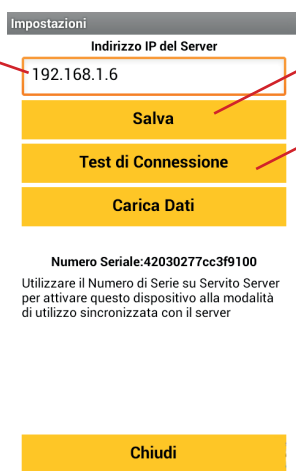 Impostazioni
Indirizzo IP del Server
192.168.1.6
Salva
Test di Connessione
Carica Dati
Numero Seriale:42030277cc3f9100
Utilizzare il Numero di Serie su Servito Server
per attivare questo dispositivo alla modalità
di utilizzo sincronizzata con il server
Chiudi